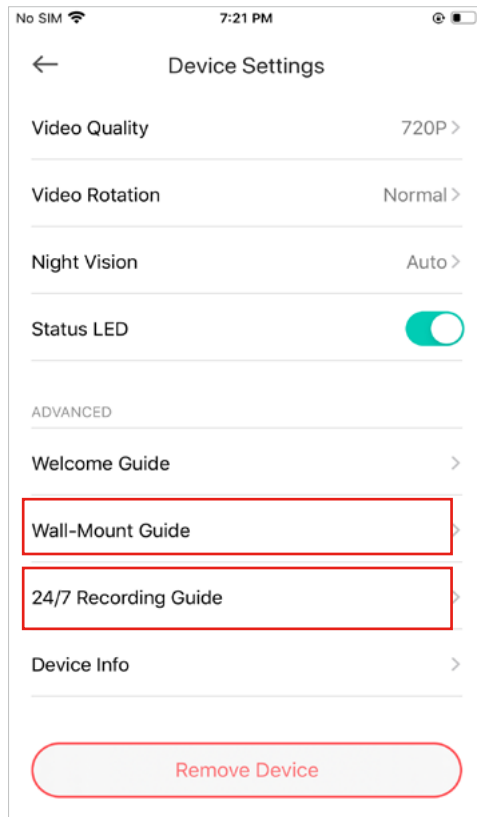 No SIM 7:21 PM
Device Settings
Video Quality 720P
Video Rotation Normal
Night Vision Auto
Status LED
ADVANCED
Welcome Guide
Wall-Mount Guide
24/7 Recording Guide
Device Info
Remove Device